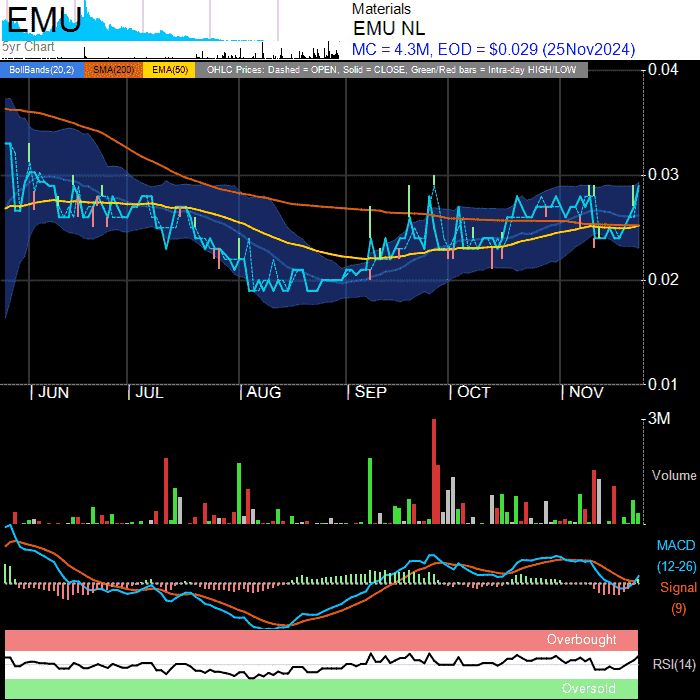 EMU
5yr Chart
Materials
EMU NL
MC = 4.3M, EOD = $0.029 (25Nov2024)
BollBands(20,2) SMA(200) EMA(50) OHLC Prices: Dashed = OPEN, Solid = CLOSE, Green/Red bars = Intra-day HIGH/LOW
0.04
0.03
0.02
0.01
| JUN | JUL | AUG | SEP | OCT | NOV
3M
Volume
MACD
(12-26)
Signal
(9)
Overbought
RSI(14)
Oversold